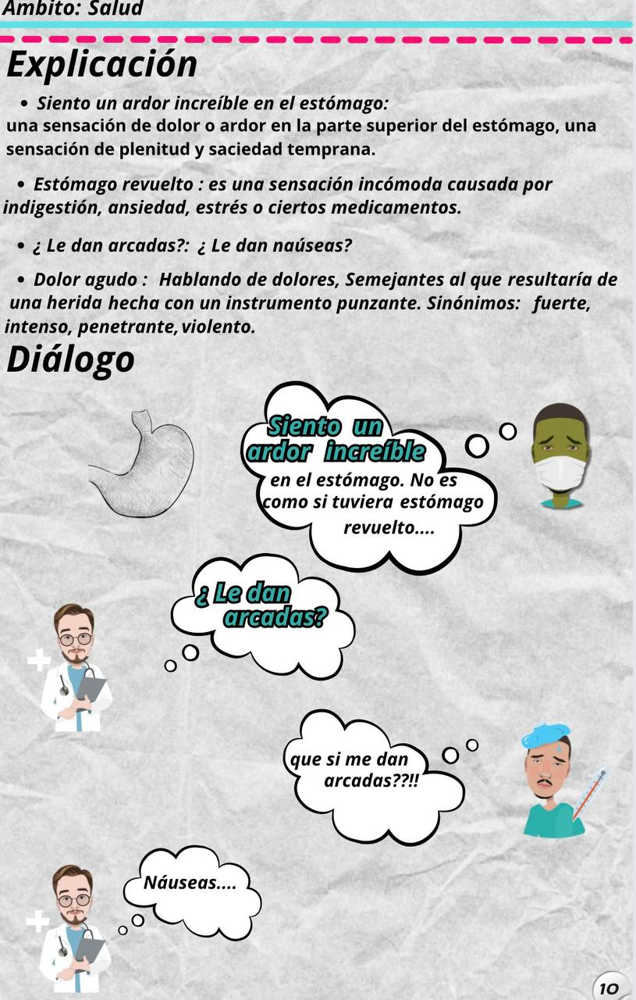 Ámbito: Salud
Explicación
• Siento un ardor increíble en el estómago:
una sensación de dolor o ardor en la parte superior del estómago, una
sensación de plenitud y saciedad temprana.
• Estómago revuelto : es una sensación incómoda causada por
indigestión, ansiedad, estrés o ciertos medicamentos.
• ¿ Le dan arcadas?: ¿ Le dan naúseas?
• Dolor agudo : Hablando de dolores, Semejantes al que resultaría de
una herida hecha con un instrumento punzante. Sinónimos: fuerte,
intenso, penetrante, violento.
Diálogo
Siento un
ardor increíble
en el estómago. No es
como si tuviera estómago
revuelto....
¿ Le dan
arcadas?
que si me dan
arcadas??!!
Náuseas....
10